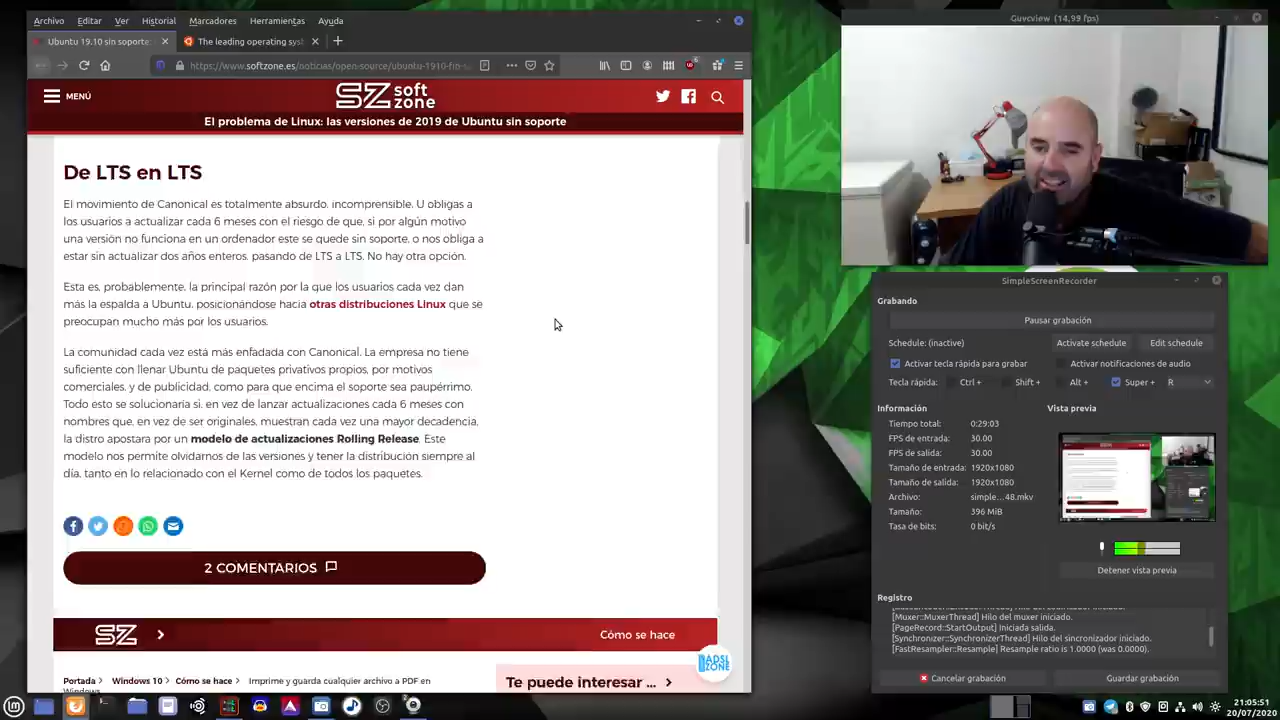 Archivo Editar Ver Historial Marcadores Herramientas Ayuda
Ubuntu 19.10 sin soporte:
The leading operating syst
https://www.softzone.es/noticias/open-source/ubuntu-1910-fin-s
MENÚ
SZ soft zone
El problema de Linux: las versiones de 2019 de Ubuntu sin soporte
De LTS en LTS
El movimiento de Canonical es totalmente absurdo, incomprensible. U obligas a
los usuarios a actualizar cada 6 meses con el riesgo de que, si por algún motivo
una versión no funciona en un ordenador este se quede sin soporte, o nos obliga a
estar sin actualizar dos años enteros, pasando de LTS a LTS. No hay otra opción.
Esta es, probablemente, la principal razón por la que los usuarios cada vez dan
más la espalda a Ubuntu, posicionándose hacia otras distribuciones Linux que se
preocupan mucho más por los usuarios.
La comunidad cada vez está más enfadada con Canonical. La empresa no tiene
suficiente con llenar Ubuntu de paquetes privativos propios, por motivos
comerciales, y de publicidad, como para que encima el soporte sea paupérrimo.
Todo esto se solucionaría si, en vez de lanzar actualizaciones cada 6 meses con
nombres que, en vez de ser originales, muestran cada vez una mayor decadencia,
la distro apostara por un modelo de actualizaciones Rolling Release. Este
modelo nos permite olvidarnos de las versiones y tener la distribución siempre al
día, tanto en lo relacionado con el Kernel como de todos los paquetes.
2 COMENTARIOS
SZ
Cómo se hace
ADSL ZONE
Portada > Windows 10 > Cómo se hace > Imprime y guarda cualquier archivo a PDF en
Windows
Te puede interesar ... >
Guvcview (14,99 fps)
SimpleScreenRecorder
Grabando
Pausar grabación
Schedule: (inactive)
Activate schedule
Edit schedule
Activar tecla rápida para grabar
Activar notificaciones de audio
Tecla rápida: Ctrl + Shift + Alt + Super + R
Información
Vista previa
Tiempo total: 0:29:03
FPS de entrada: 30.00
FPS de salida: 30.00
Tamaño de entrada: 1920x1080
Tamaño de salida: 1920x1080
Archivo: simple...48.mkv
Tamaño: 396 MiB
Tasa de bits: 0 bit/s
Detener vista previa
Registro
[Muxer::MuxerThread] Hilo del muxer iniciado.
[PageRecord::StartOutput] Iniciada salida.
[Synchronizer::SynchronizerThread] Hilo del sincronizador iniciado.
[FastResampler::Resample] Resample ratio is 1.0000 (was 0.0000).
Cancelar grabación
Guardar grabación
21:05:51
20/07/2020